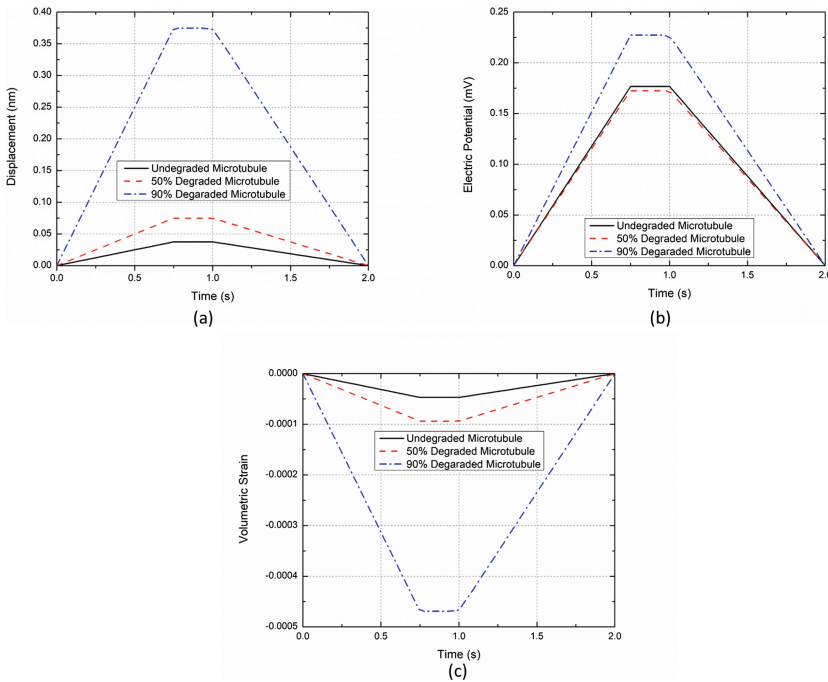 0.40
0.35
0.30
0.25
0.20
0.15
0.10
0.05
0.00
Displacement (nm)
Undegraded Microtubule
50% Degraded Microtubule
90% Degaraded Microtubule
0.0 0.5 1.0 1.5 2.0
Time (s)
(a)
0.25
0.20
0.15
0.10
0.05
0.00
Electric Potential (mV)
Undegraded Microtubule
50% Degraded Microtubule
90% Degaraded Microtubule
0.0 0.5 1.0 1.5 2.0
Time (s)
(b)
0.0000
-0.0001
-0.0002
-0.0003
-0.0004
-0.0005
Volumetric Strain
Undegraded Microtubule
50% Degraded Microtubule
90% Degaraded Microtubule
0.0 0.5 1.0 1.5 2.0
Time (s)
(c)